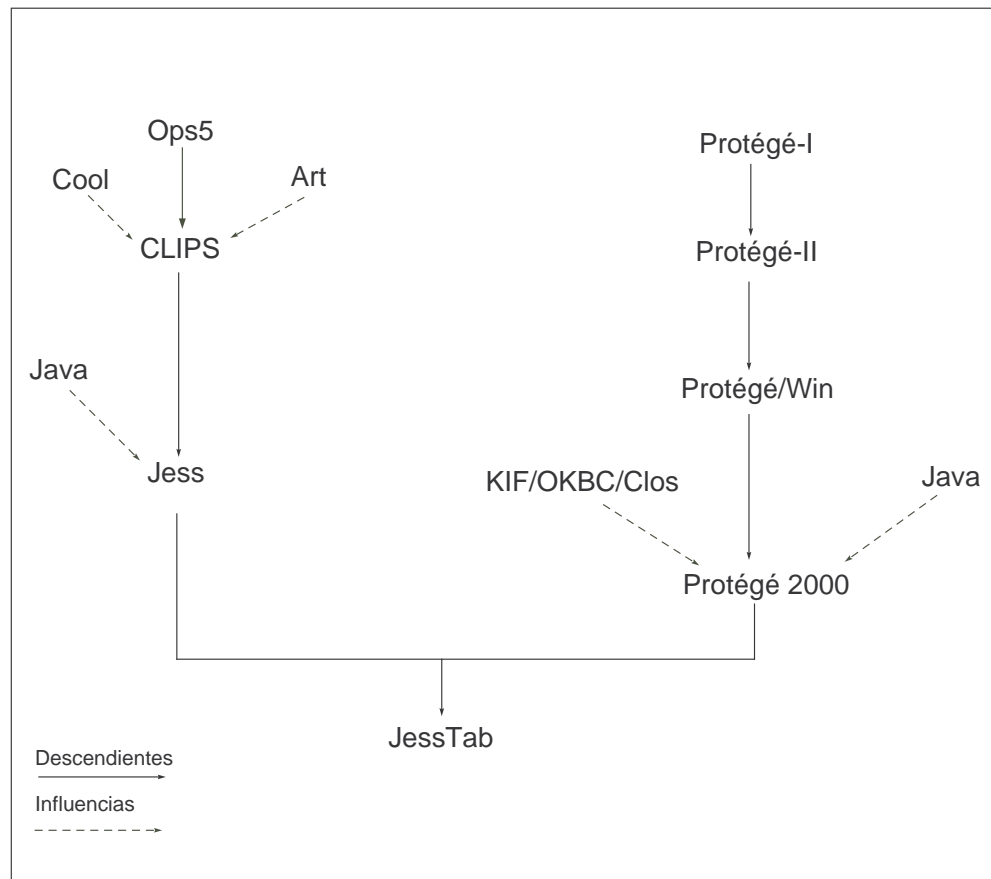 Ops5
Protégé-I
Cool
Art
CLIPS
Protégé-II
Java
Protégé/Win
Jess
KIF/OKBC/Clos
Java
Protégé 2000
JessTab
Descendientes
Influencias